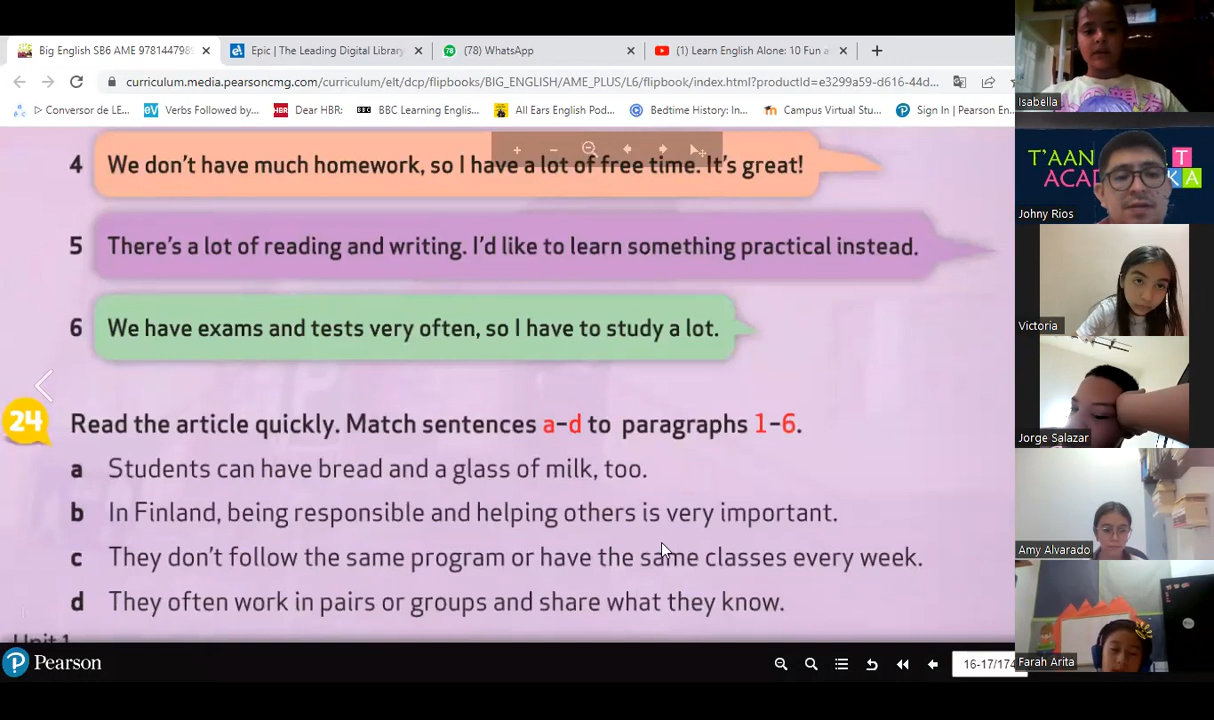 Big English SB6 AME 9781447989
Epic | The Leading Digital Library
(78) WhatsApp
(1) Learn English Alone: 10 Fun a
curriculum.media.pearsoncmg.com/curriculum/elt/dcp/flipbooks/BIG_ENGLISH/AME_PLUS/L6/flipbook/index.html?productId=e3299a59-d616-44d...
Conversor de LE...
Verbs Followed by...
Dear HBR:
BBC Learning Englis...
All Ears English Pod...
Bedtime History: In...
Campus Virtual Stu...
Sign In | Pearson En...
Isabella
4 We don't have much homework, so I have a lot of free time. It's great!
T'AAN
ACA
T
KA
Johny Rios
5 There's a lot of reading and writing. I'd like to learn something practical instead.
6 We have exams and tests very often, so I have to study a lot.
Victoria
24 Read the article quickly. Match sentences a-d to paragraphs 1-6.
Jorge Salazar
a Students can have bread and a glass of milk, too.
b In Finland, being responsible and helping others is very important.
c They don't follow the same program or have the same classes every week.
Amy Alvarado
d They often work in pairs or groups and share what they know.
Unit 1
Pearson
16-17/174
Farah Arita